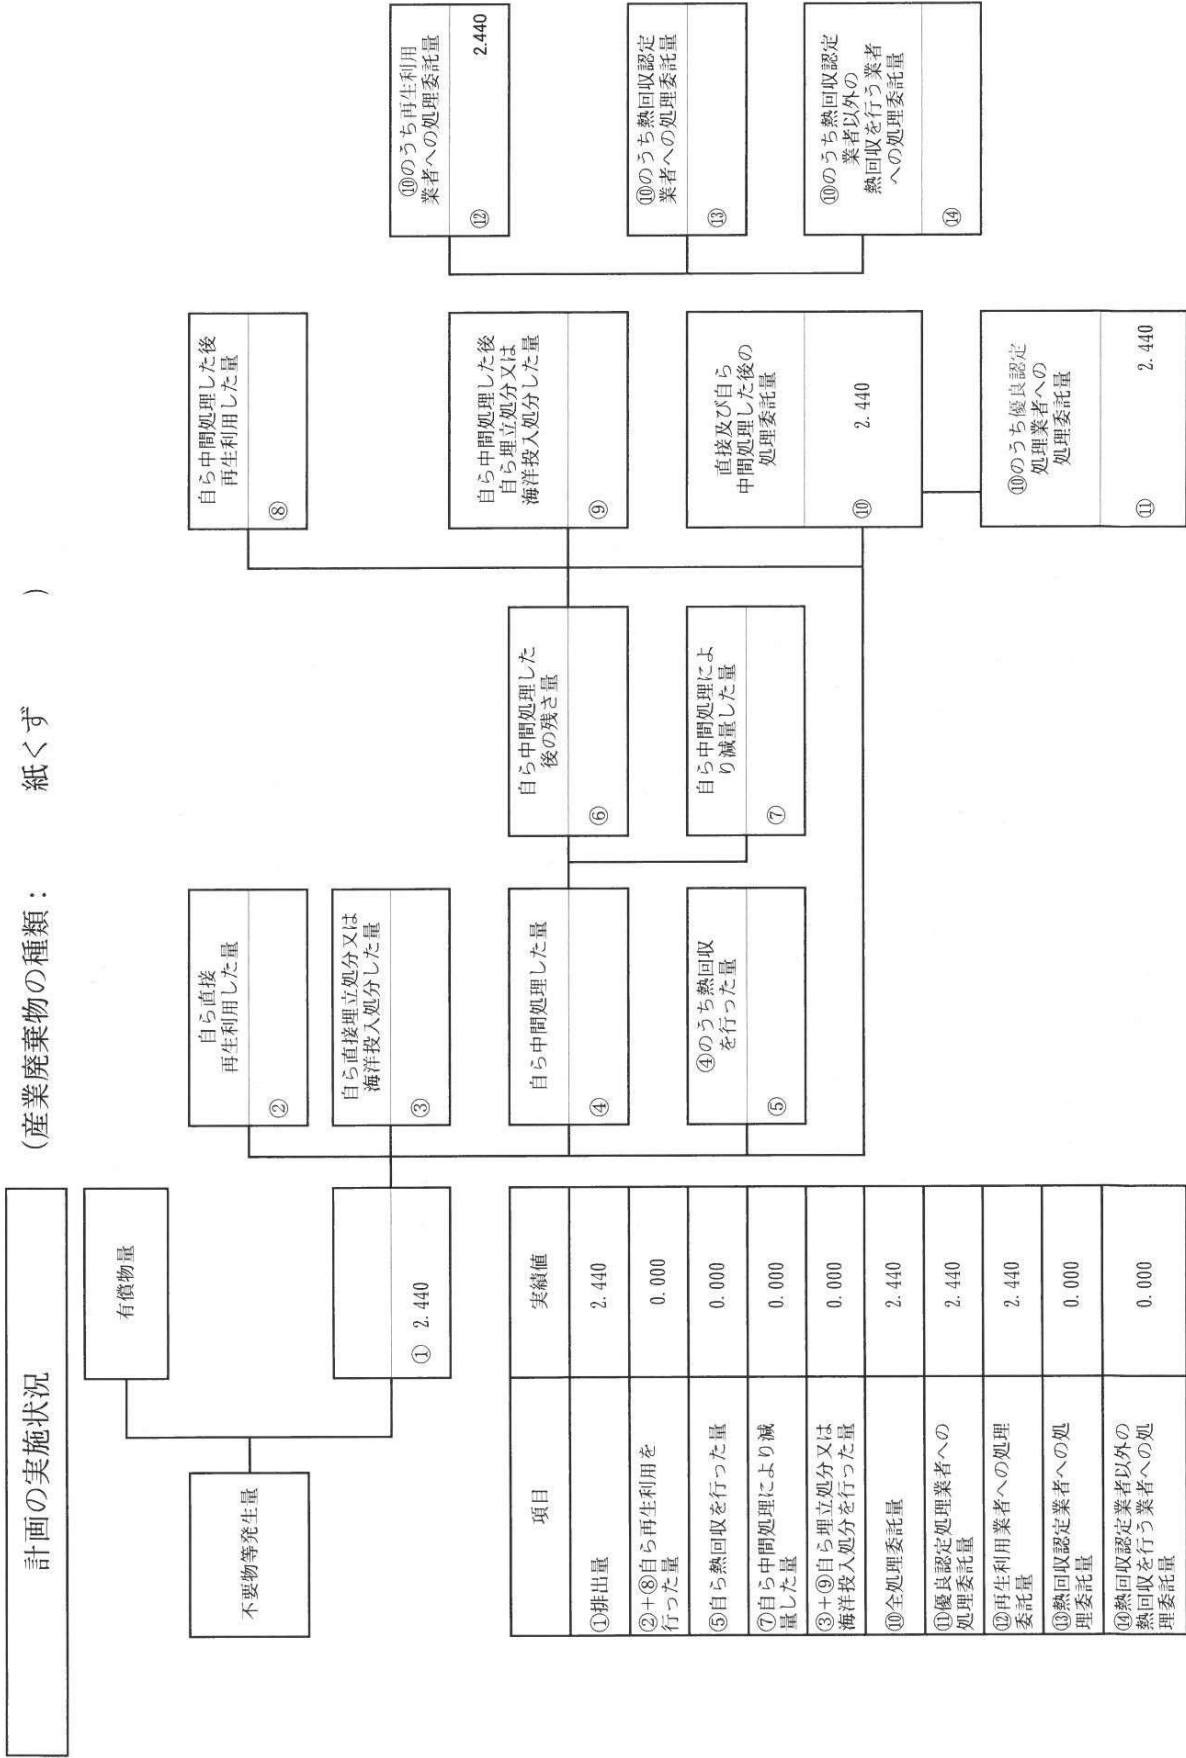 計画の実施状況
(産業廃棄物の種類： 紙くず )
不要物等発生量
有償物量
① 2.440
自ら直接
再生利用した量
②
自ら直接埋立処分又は
海洋投入処分した量
③
自ら中間処理した量
④
④のうち熱回収
を行った量
⑤
自ら中間処理した
後の残さ量
⑥
自ら中間処理によ
り減量した量
⑦
自ら中間処理した後
再生利用した量
⑧
自ら中間処理した後
自ら埋立処分又は
海洋投入処分した量
⑨
直接及び自ら
中間処理した後の
処理委託量
⑩ 2.440
⑩のうち優良認定
処理業者への
処理委託量
⑪ 2.440
⑩のうち再生利用
業者への処理委託量
⑫ 2.440
⑩のうち熱回収認定
業者への処理委託量
⑬
⑩のうち熱回収認定
業者以外の
熱回収を行う業者
への処理委託量
⑭
項目 実績値
①排出量 2.440
②+⑧自ら再生利用を
行った量 0.000
⑤自ら熱回収を行った量 0.000
⑦自ら中間処理により減
量した量 0.000
③+⑨自ら埋立処分又は
海洋投入処分を行った量 0.000
⑩全処理委託量 2.440
⑪優良認定処理業者への
処理委託量 2.440
⑫再生利用業者への処理
委託量 2.440
⑬熱回収認定業者への処
理委託量 0.000
⑭熱回収認定業者以外の
熱回収を行う業者への処
理委託量 0.000